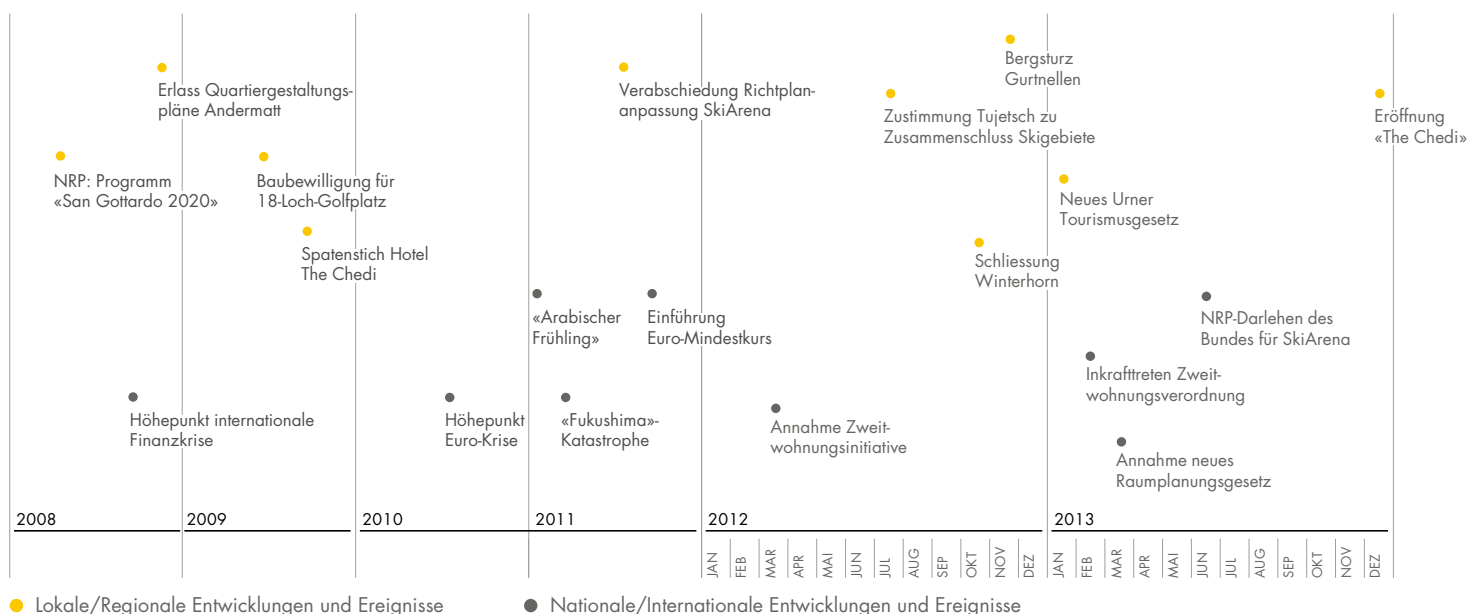 Bergsturz
Gurtnellen
Erlass Quartiergestaltungs-
pläne Andermatt
Verabschiedung Richtplan-
anpassung SkiArena
Zustimmung Tujetsch zu
Zusammenschluss Skigebiete
Eröffnung
«The Chedi»
NRP: Programm
«San Gottardo 2020»
Baubewilligung für
18-Loch-Golfplatz
Neues Urner
Tourismusgesetz
Spatenstich Hotel
The Chedi
Schliessung
Winterhorn
«Arabischer
Frühling»
Einführung
Euro-Mindestkurs
NRP-Darlehen des
Bundes für SkiArena
Inkrafttreten Zweit-
wohnungsverordnung
Höhepunkt internationale
Finanzkrise
Höhepunkt
Euro-Krise
«Fukushima»-
Katastrophe
Annahme Zweit-
wohnungsinitiative
Annahme neues
Raumplanungsgesetz
2008
2009
2010
2011
2012
2013
JAN
FEB
MAR
APR
MAI
JUN
JUL
AUG
SEP
OKT
NOV
DEZ
JAN
FEB
MAR
APR
MAI
JUN
JUL
AUG
SEP
OKT
NOV
DEZ
Lokale/Regionale Entwicklungen und Ereignisse
Nationale/Internationale Entwicklungen und Ereignisse